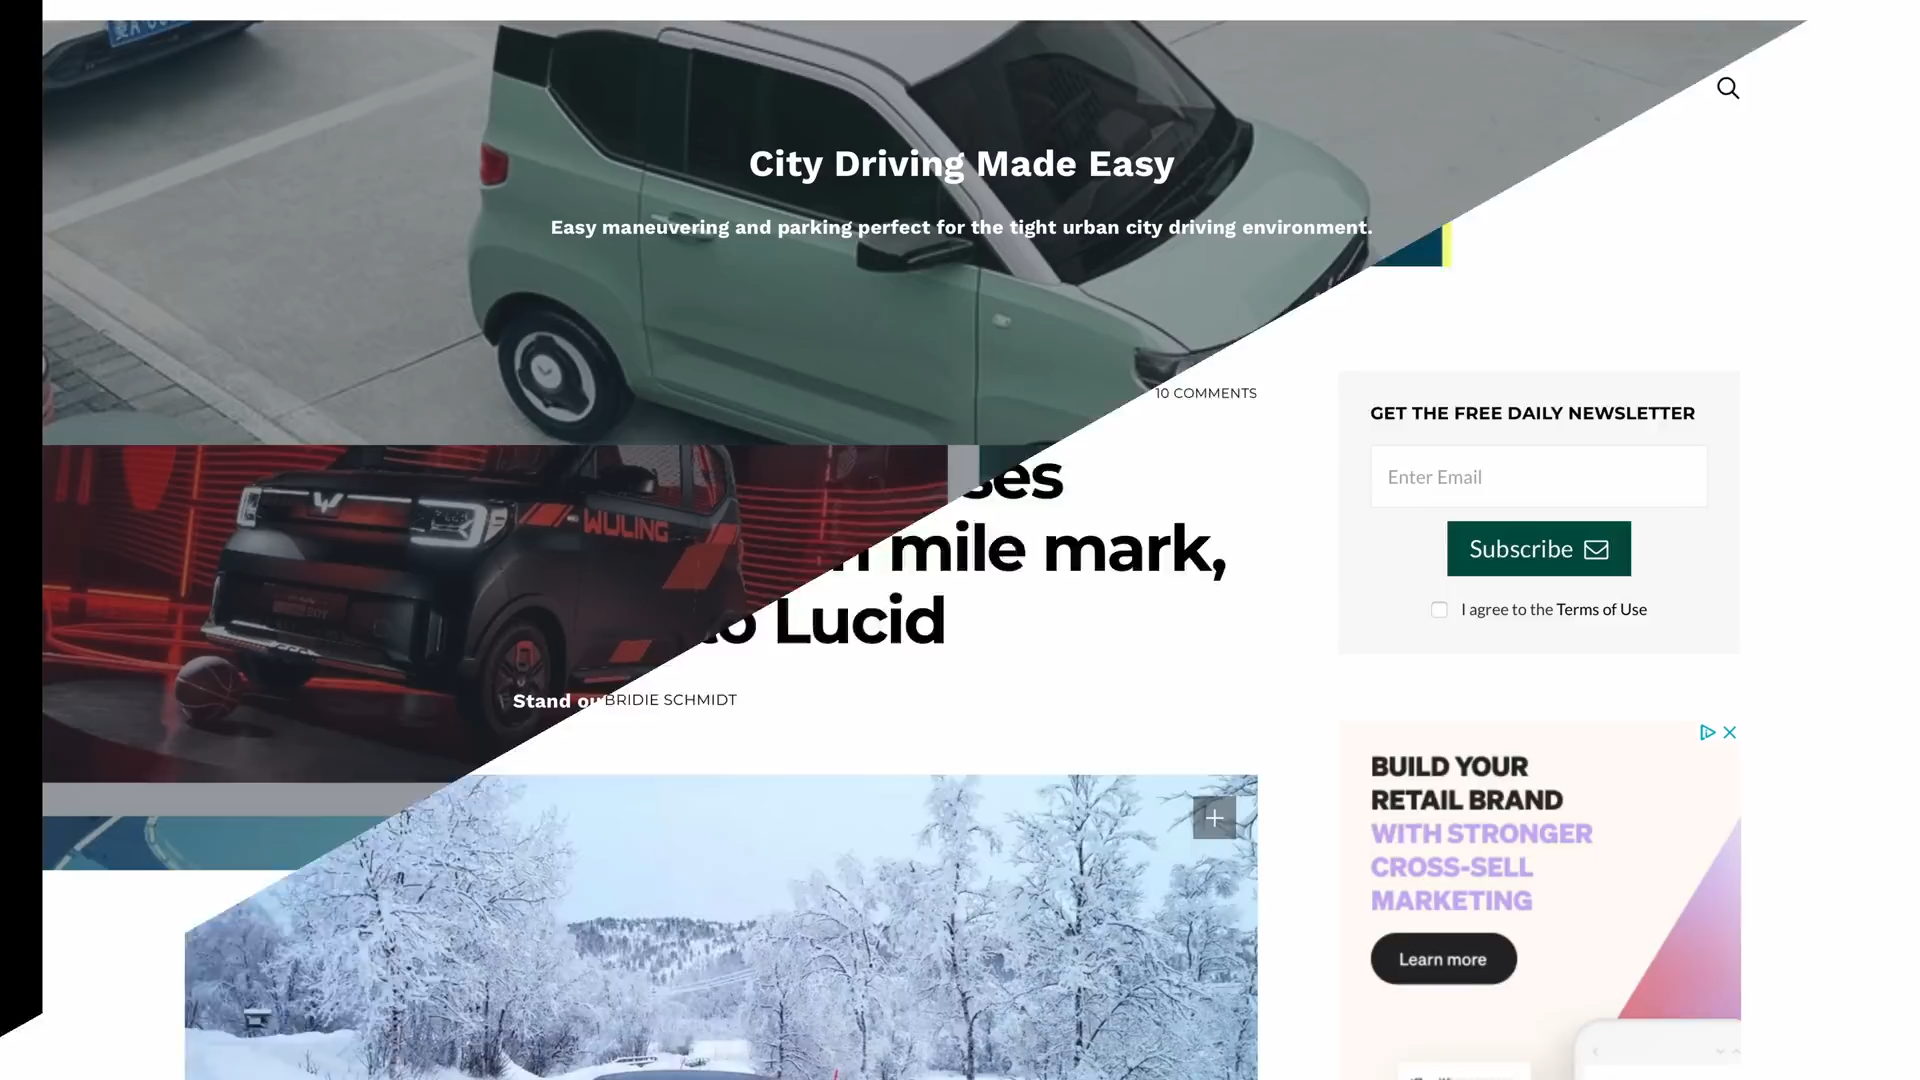 City Driving Made Easy
Easy maneuvering and parking perfect for the tight urban city driving environment.
10 COMMENTS
GET THE FREE DAILY NEWSLETTER
Enter Email
Subscribe
I agree to the Terms of Use
WULING
mile mark,
Lucid
Stand
BRIDIE SCHMIDT
BUILD YOUR
RETAIL BRAND
WITH STRONGER
CROSS-SELL
MARKETING
Learn more